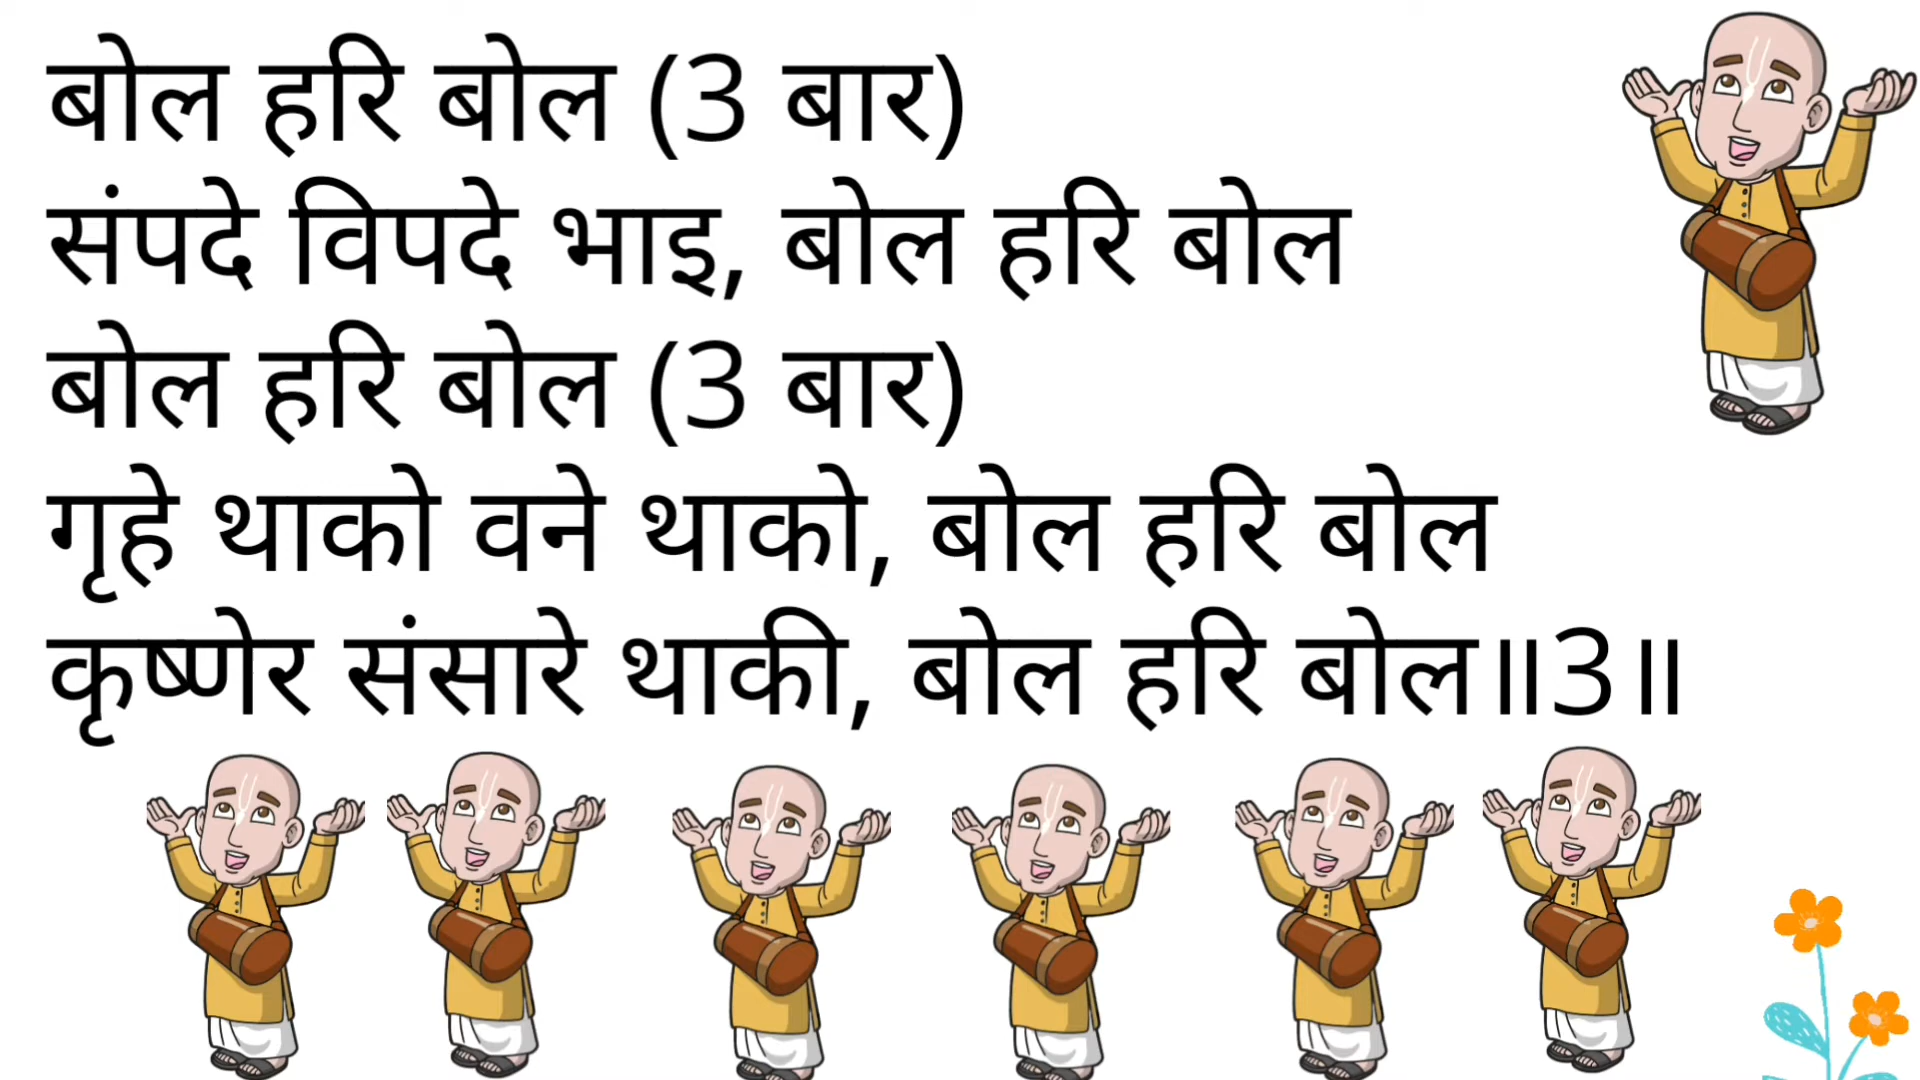 बोल हरि बोल (3 बार)
संपदे विपदे भाइ, बोल हरि बोल
बोल हरि बोल (3 बार)
गृहे थाको वने थाको, बोल हरि बोल
कृष्णेर संसारे थाकी, बोल हरि बोल॥3॥